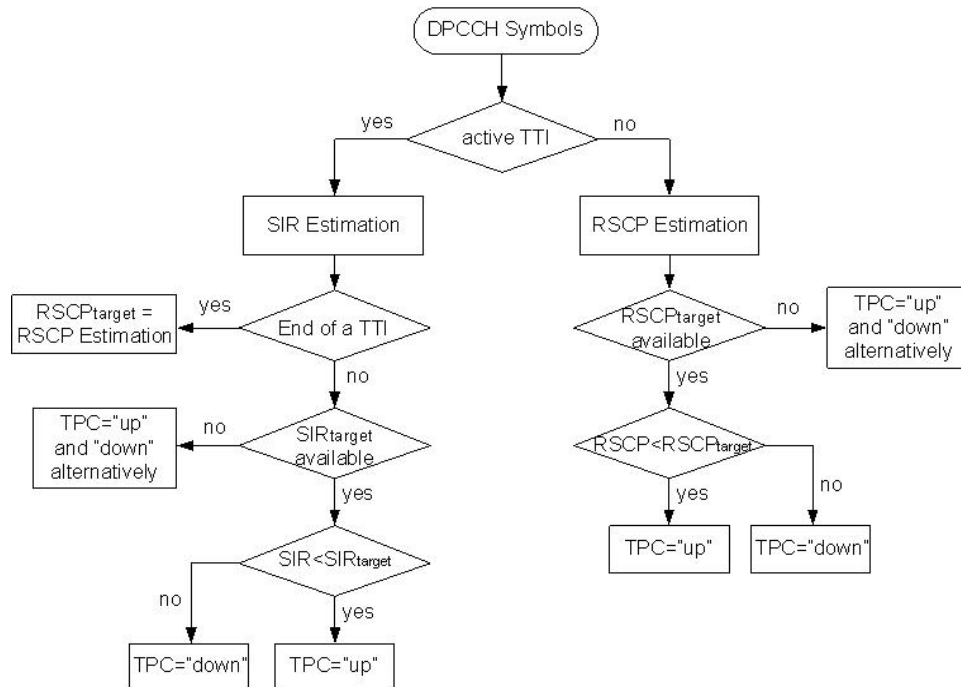 DPCCH Symbols
yes
active TTI
no
SIR Estimation
RSCP Estimation
RSCPtarget =
RSCP Estimation
yes
End of a TTI
no
RSCPtarget
available
no
TPC="up"
and "down"
alternatively
yes
TPC="up"
and "down"
alternatively
no
SIRtarget
available
yes
RSCP<RSCPtarget
yes
no
TPC="up"
TPC="down"
SIR<SIRtarget
no
yes
TPC="down"
TPC="up"